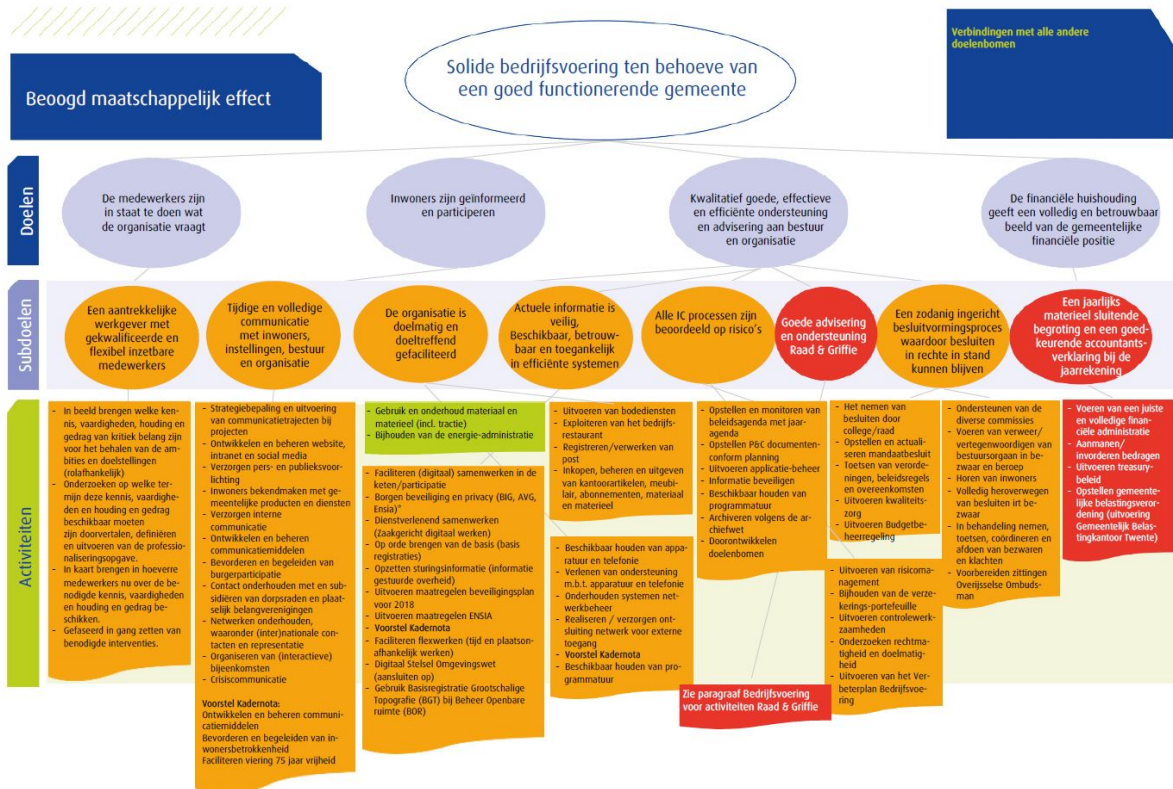 Beoogd maatschappelijk effect
Solide bedrijfsvoering ten behoeve van
een goed functionerende gemeente
Verbindingen met alle andere
doelenbomen
Doelen
De medewerkers zijn
in staat te doen wat
de organisatie vraagt
Inwoners zijn geïnformeerd
en participeren
Kwalitatief goede, effectieve
en efficiënte ondersteuning
en advisering aan bestuur
en organisatie
De financiële huishouding
geeft een volledig en betrouwbaar
beeld van de gemeentelijke
financiële positie
Subdoelen
Een aantrekkelijke
werkgever met
gekwalificeerde en
flexibel inzetbare
medewerkers
Tijdige en volledige
communicatie
met inwoners,
instellingen, bestuur
en organisatie
De organisatie is
doelmatig en
doeltreffend
gefaciliteerd
Actuele informatie is
veilig,
Beschikbaar, betrouw-
baar en toegankelijk
in efficiënte systemen
Alle IC processen zijn
beoordeeld op risico's
Goede advisering
en ondersteuning
Raad & Griffie
Een zodanig ingericht
besluitvormingsproces
waardoor besluiten
in rechte in stand
kunnen blijven
Een jaarlijks
materieel sluitende
begroting en een goed-
keurende accountants-
verklaring bij de
jaarrekening
Activiteiten
- In beeld brengen welke ken-
nis, vaardigheden, houding en
gedrag van kritiek belang zijn
voor het behalen van de am-
bities en doelstellingen
(rolafhankelijk)
- Onderzoeken op welke ter-
mijn deze kennis, vaardighe-
den en houding en gedrag
beschikbaar moeten
zijn doorvertalen, definiëren
en uitvoeren van de profes­sio-
naliseringsopgave.
- In kaart brengen in hoeverre
medewerkers nu over de be-
nodigde kennis, vaardigheden
en houding en gedrag be-
schikken.
- Gefaseerd in gang zetten van
benodigde interventies.
- Strategiebepaling en uitvoering
van communicatietrajecten bij
projecten
- Ontwikkelen en beheren website,
intranet en social media
- Verzorgen pers- en publieksvoor-
lichting
- Inwoners bekendmaken met ge-
meentelijke producten en diensten
- Verzorgen interne
communicatie
- Ontwikkelen en beheren
communicatiemiddelen
- Bevorderen en begeleiden van
burgerparticipatie
- Contact onderhouden met en sub-
sidiëren van dorpsraden en plaat-
selijk belangverenigingen
- Netwerken onderhouden,
waaronder (inter)nationale con-
tacten en representatie
- Organiseren van (interactieve)
bijeenkomsten
- Crisiscommunicatie
Voorstel Kadernota:
Ontwikkelen en beheren communi-
catiemiddelen
Bevorderen en begeleiden van in-
wonersbetrokkenheid
Faciliteren viering 75 jaar vrijheid
- Gebruik en onderhoud materiaal en
materieel (incl. tractie)
- Bijhouden van de energie-administratie
- Faciliteren (digitaal) samenwerken in de
keten/participatie
- Borgen beveiliging en privacy (BIG, AVG,
Ensia)*
- Dienstverlenend samenwerken
(Zaakgericht digitaal werken)
- Op orde brengen van de basis (basis
registraties)
- Opzetten sturingsinformatie (informatie
gestuurde overheid)
- Uitvoeren maatregelen beveiligingsplan
voor 2018
- Uitvoeren maatregelen ENSIA
- Voorstel Kadernota
- Faciliteren flexwerken (tijd en plaatson-
afhankelijk werken)
- Digitaal Stelsel Omgevingswet
(aansluiten op)
- Gebruik Basisregistratie Grootschalige
Topografie (BGT) bij Beheer Openbare
ruimte (BOR)
- Uitvoeren van bodediensten
- Exploiteren van het bedrijfs-
restaurant
- Registreren/verwerken van
post
- Inkopen, beheren en uitgeven
van kantoorartikelen, meubi-
lair, abonnementen, materiaal
en materieel
- Beschikbaar houden van appa-
ratuur en telefonie
- Verlenen van ondersteuning
m.b.t. apparatuur en telefonie
- Onderhouden systemen net-
werkbeheer
- Realiseren / verzorgen ont-
sluiting netwerk voor externe
toegang
- Voorstel Kadernota
- Beschikbaar houden van pro-
grammatuur
- Opstellen en monitoren van
beleidsagenda met jaar-
agenda
- Opstellen P&C documenten-
conform planning
- Uitvoeren applicatie-beheer
- Informatie beveiligen
- Beschikbaar houden van
programmatuur
- Archiveren volgens de ar-
chiefwet
- Doorontwikkelen
doelenbomen
Zie paragraaf Bedrijfsvoering
voor activiteiten Raad & Griffie
- Het nemen van
besluiten door
college/raad
- Opstellen en actuali-
seren mandaatbesluit
- Toetsen van verorde-
ningen, beleidsregels
en overeenkomsten
- Uitvoeren kwaliteits-
zorg
- Uitvoeren Budgetbe-
heerregeling
- Uitvoeren van risicoma-
nagement
- Bijhouden van de verze-
kerings-portefeuille
- Uitvoeren controlewerk-
zaamheden
- Onderzoeken rechtma-
tigheid en doelmatig-
heid
- Uitvoeren van het Ver-
beterplan Bedrijfsvoe-
ring
- Ondersteunen van de
diverse commissies
- Voeren van verweer/
vertegenwoordigen van
bestuursorgaan in be-
zwaar en beroep
- Horen van inwoners
- Volledig heroverwegen
van besluiten irt be-
zwaar
- In behandeling nemen,
toetsen, coördineren en
afdoen van bezwaren
en klachten
- Voorbereiden zittingen
Overijsselse Ombuds-
man
- Voeren van een juiste
en volledige finan-
ciële administratie
- Aanmanen/
invorderen bedragen
- Uitvoeren treasury-
beleid
- Opstellen gemeente-
lijke belastingsveror-
dening (uitvoering
Gemeentelijk Belas-
tingkantoor Twente)